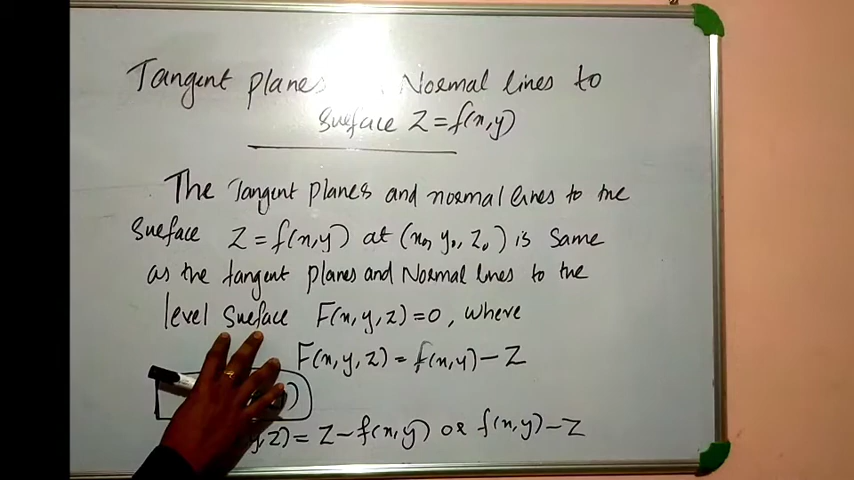 Tangent planes Normal lines to
surface Z = f(x,y)
The Tangent planes and normal lines to the
surface Z = f(x,y) at (x₀, y₀, z₀) is same
as the tangent planes and Normal lines to the
level surface F(x,y,z) = 0, where
F(x,y,z) = f(x,y) - Z
y,z) = Z - f(x,y) or f(x,y) - Z